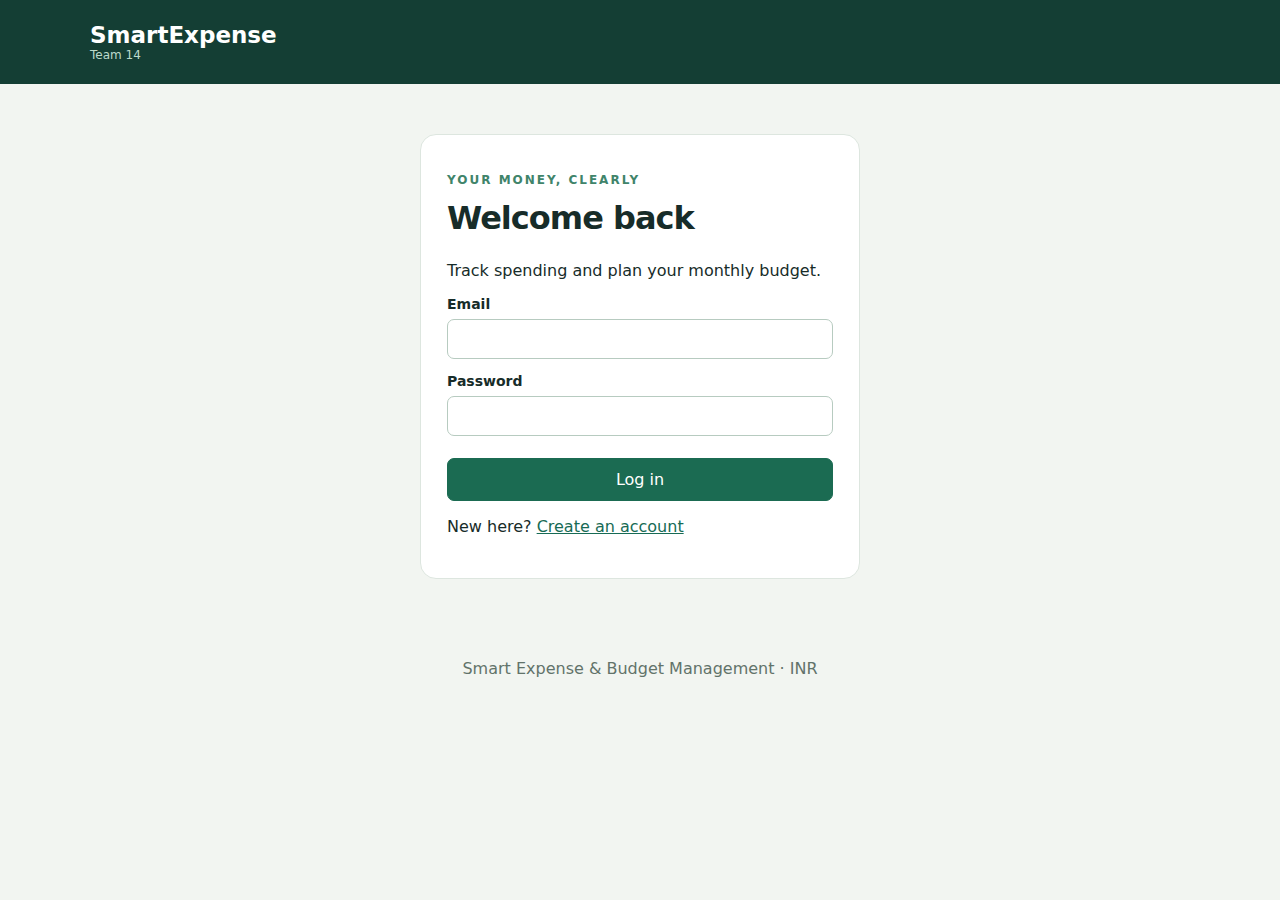 SmartExpense
Team 14
YOUR MONEY, CLEARLY
Welcome back
Track spending and plan your monthly budget.
Email
Password
Log in
New here? Create an account
Smart Expense & Budget Management · INR